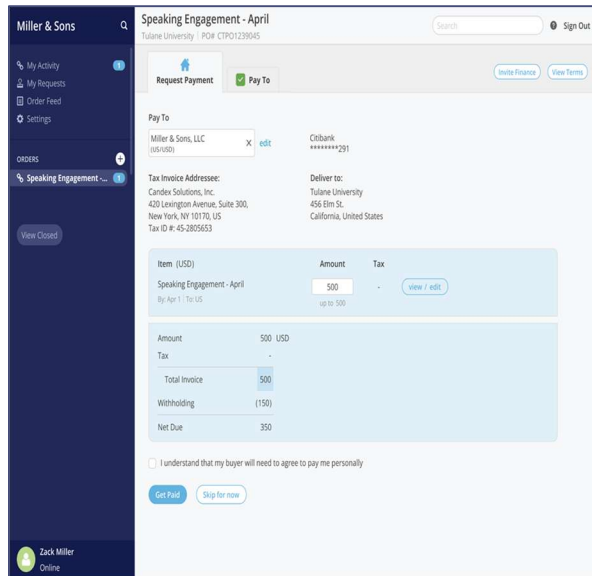 Miller & Sons
My Activity 1
My Requests
Order Feed
Settings
ORDERS
Speaking Engagement -... 1
View Closed
Zack Miller
Online
Speaking Engagement - April
Tulane University | PO# CTPO1239045
Search
? Sign Out
Request Payment
Pay To
Invite Finance
View Terms
Pay To
Miller & Sons, LLC
(US/USD)
X edit
Citibank
********291
Tax Invoice Addressee:
Candex Solutions, Inc.
420 Lexington Avenue, Suite 300,
New York, NY 10170, US
Tax ID #: 45-2805653
Deliver to:
Tulane University
456 Elm St.
California, United States
Item (USD) Amount Tax
Speaking Engagement - April 500 - view / edit
By: Apr 1 | To: US up to 500
Amount 500 USD
Tax -
Total Invoice 500
Withholding (150)
Net Due 350
I understand that my buyer will need to agree to pay me personally
Get Paid Skip for now